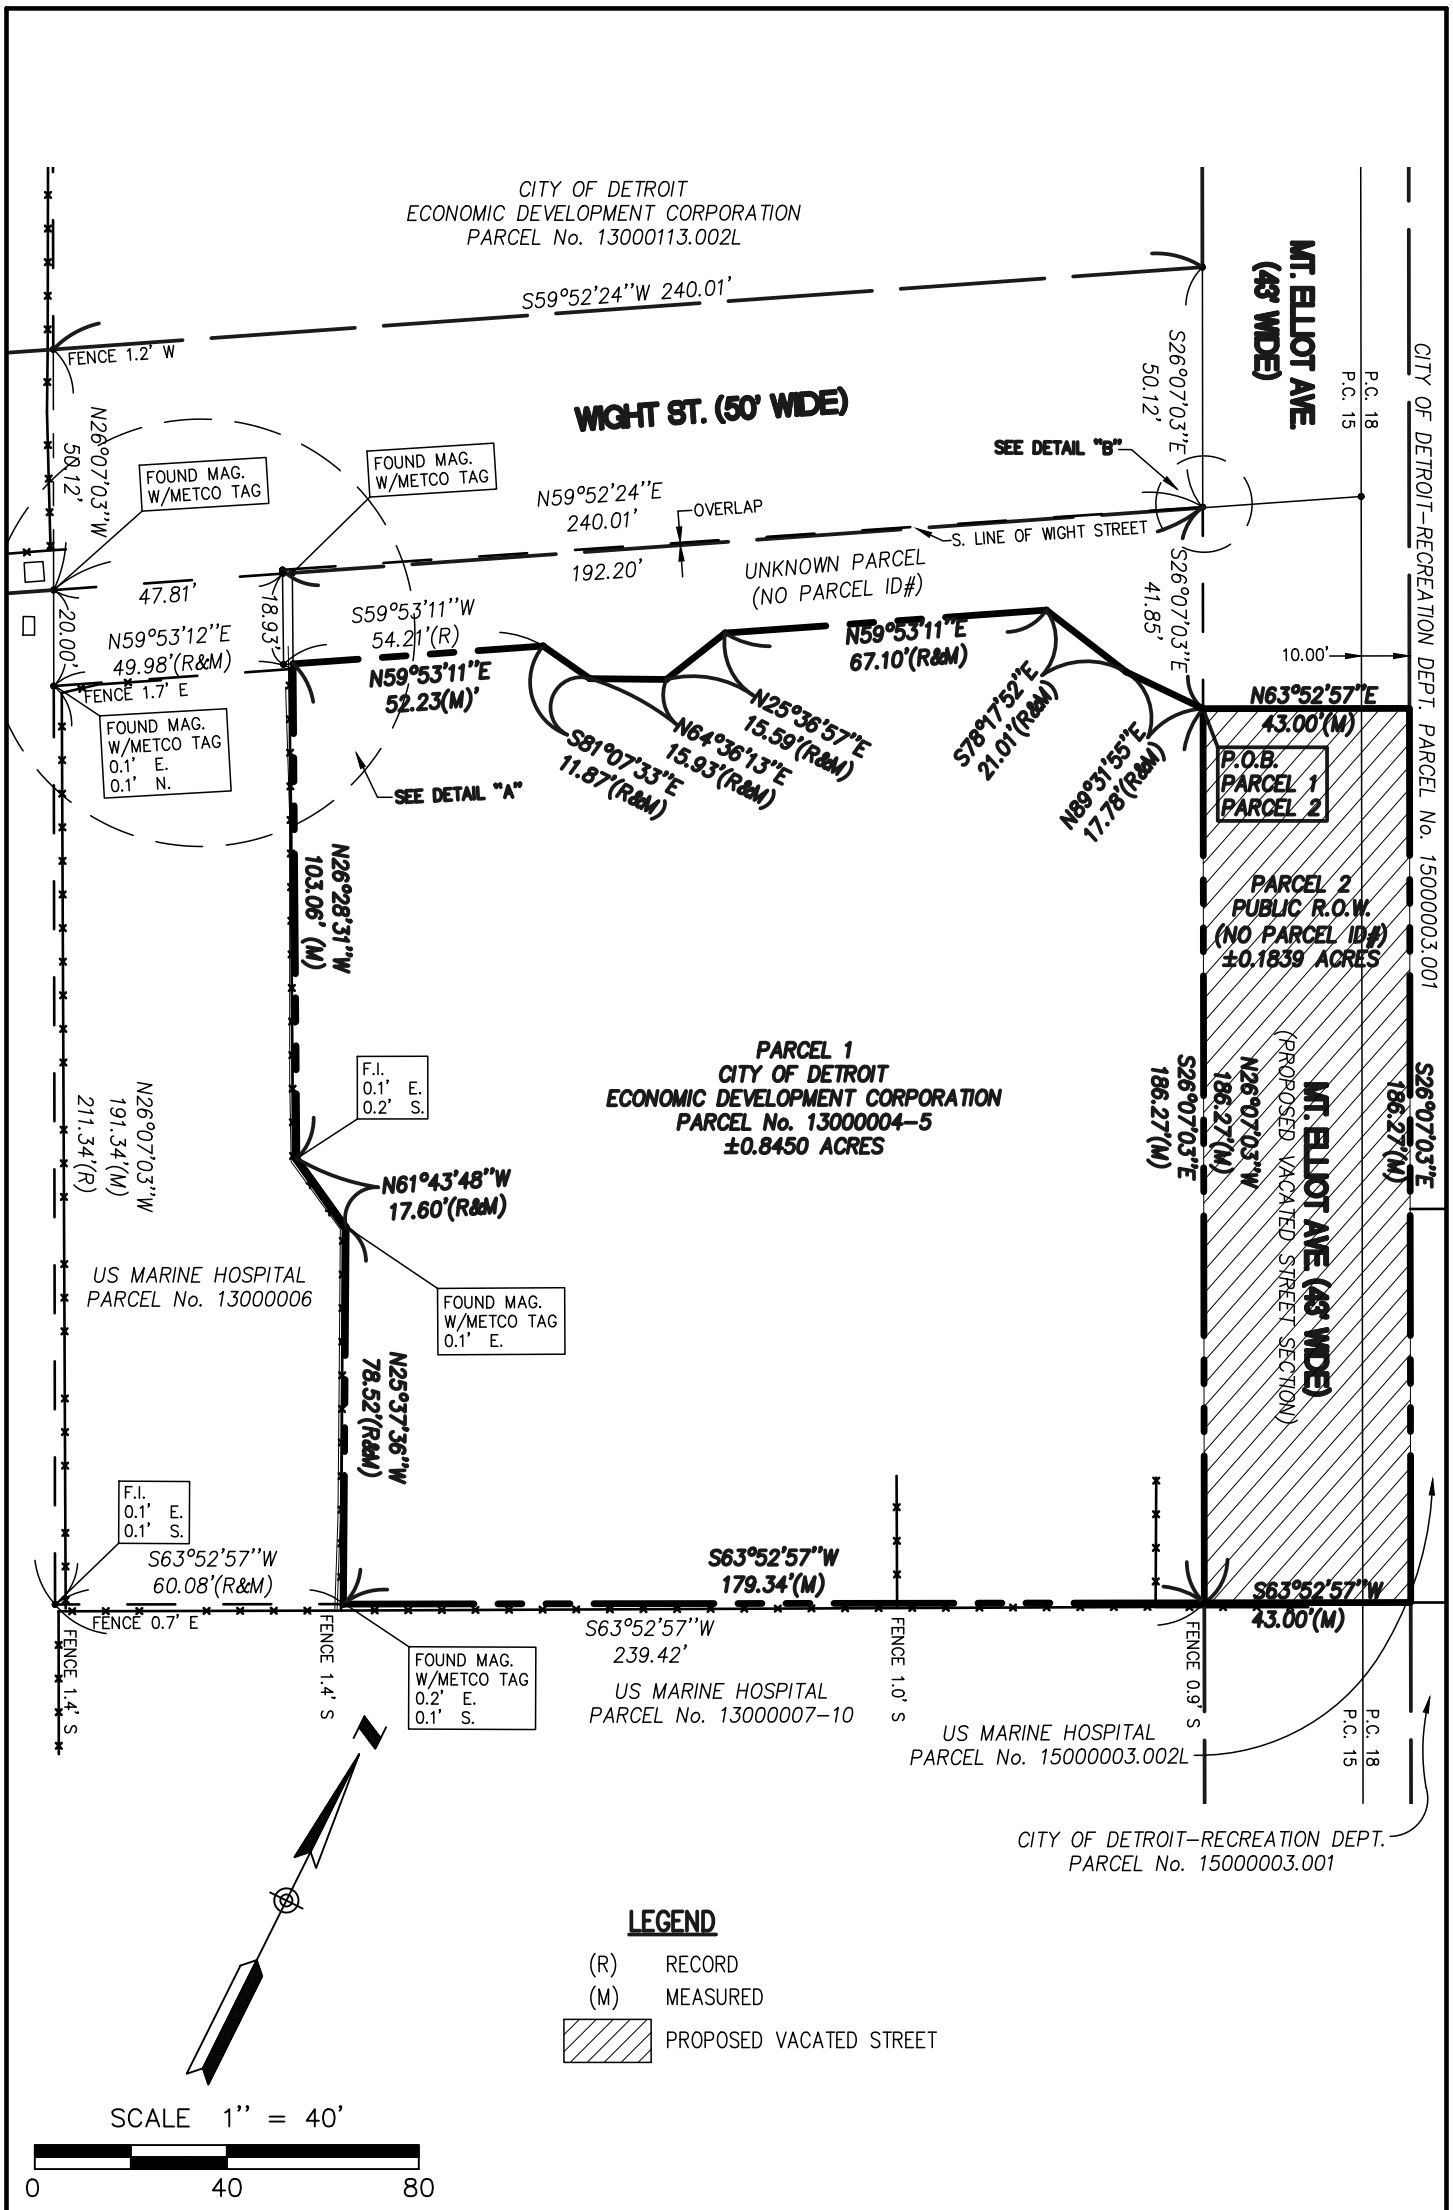 CITY OF DETROIT
ECONOMIC DEVELOPMENT CORPORATION
PARCEL No. 13000113.002L
S59°52'24''W 240.01'
FENCE 1.2' W
MT. ELLIOT AVE.
(43' WIDE)
P.C. 18
P.C. 15
CITY OF DETROIT-RECREATION DEPT. PARCEL No. 15000003.001
S26°07'03''E
50.12'
WIGHT ST. (50' WIDE)
SEE DETAIL "B"
N26°07'03''W
50.12'
FOUND MAG.
W/METCO TAG
FOUND MAG.
W/METCO TAG
N59°52'24''E
240.01'
OVERLAP
S. LINE OF WIGHT STREET
192.20'
UNKNOWN PARCEL
(NO PARCEL ID#)
S26°07'03''E
41.85'
47.81'
18.93'
20.00'
N59°53'12''E
49.98'(R&M)
S59°53'11''W
54.21'(R)
N59°53'11''E
52.23(M)'
N59°53'11''E
67.10'(R&M)
10.00'
FENCE 1.7' E
FOUND MAG.
W/METCO TAG
0.1' E.
0.1' N.
S81°07'33''E
11.87'(R&M)
N64°36'13''E
15.93'(R&M)
N25°36'57''E
15.59'(R&M)
S78°17'52''E
21.01'(R&M)
N89°31'55''E
17.78'(R&M)
N63°52'57''E
43.00'(M)
P.O.B.
PARCEL 1
PARCEL 2
SEE DETAIL "A"
N26°28'31''W
103.06' (M)
PARCEL 2
PUBLIC R.O.W.
(NO PARCEL ID#)
±0.1839 ACRES
PARCEL 1
CITY OF DETROIT
ECONOMIC DEVELOPMENT CORPORATION
PARCEL No. 13000004-5
±0.8450 ACRES
S26°07'03''E
186.27'(M)
N26°07'03''W
186.27'(M)
(PROPOSED VACATED STREET SECTION)
MT. ELLIOT AVE. (43' WIDE)
S26°07'03''E
186.27'(M)
F.I.
0.1' E.
0.2' S.
N61°43'48''W
17.60'(R&M)
N26°07'03''W
191.34'(M)
211.34'(R)
US MARINE HOSPITAL
PARCEL No. 13000006
FOUND MAG.
W/METCO TAG
0.1' E.
N25°37'36''W
78.52'(R&M)
F.I.
0.1' E.
0.1' S.
S63°52'57''W
60.08'(R&M)
S63°52'57''W
179.34'(M)
S63°52'57''W
43.00'(M)
FENCE 0.7' E
FENCE 1.4' S
FENCE 1.4' S
S63°52'57''W
239.42'
FENCE 1.0' S
FENCE 0.9' S
FOUND MAG.
W/METCO TAG
0.2' E.
0.1' S.
US MARINE HOSPITAL
PARCEL No. 13000007-10
US MARINE HOSPITAL
PARCEL No. 15000003.002L
P.C. 18
P.C. 15
CITY OF DETROIT-RECREATION DEPT.
PARCEL No. 15000003.001
Z
LEGEND
(R) RECORD
(M) MEASURED
PROPOSED VACATED STREET
SCALE 1'' = 40'
0 40 80